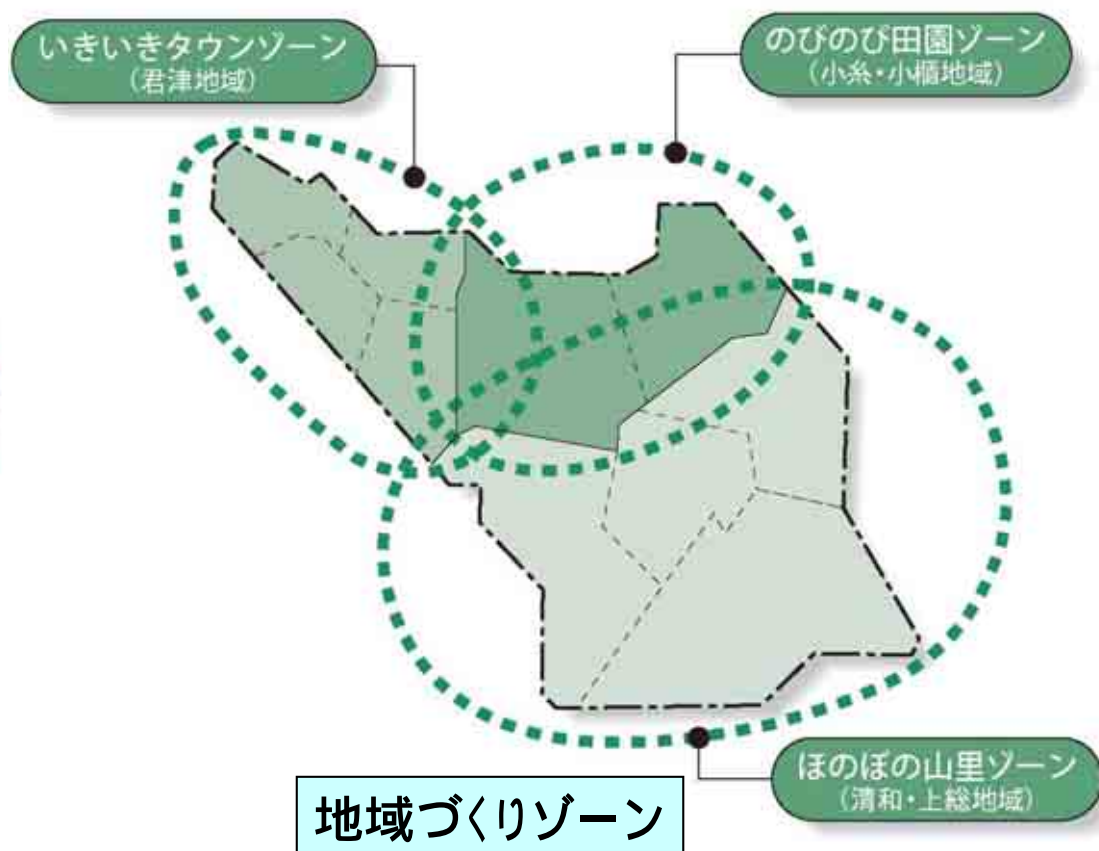 いきいきタウンゾーン
(君津地域)
のびのび田園ゾーン
(小糸・小櫃地域)
ほのぼの山里ゾーン
(清和・上総地域)
地域づくりゾーン